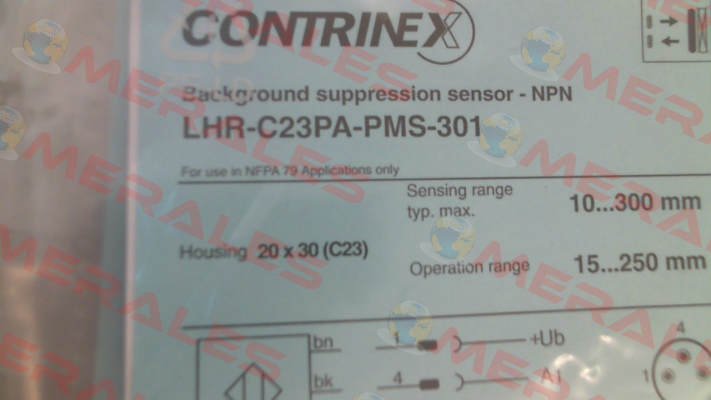 CONTRINEX
Background suppression sensor - NPN
LHR-C23PA-PMS-301
For use in NFPA 79 Applications only
Sensing range typ. max. 10...300 mm
Housing 20 x 30 (C23)
Operation range 15...250 mm
bn 1 +Ub
bk 4 A1
4
1
MERALES